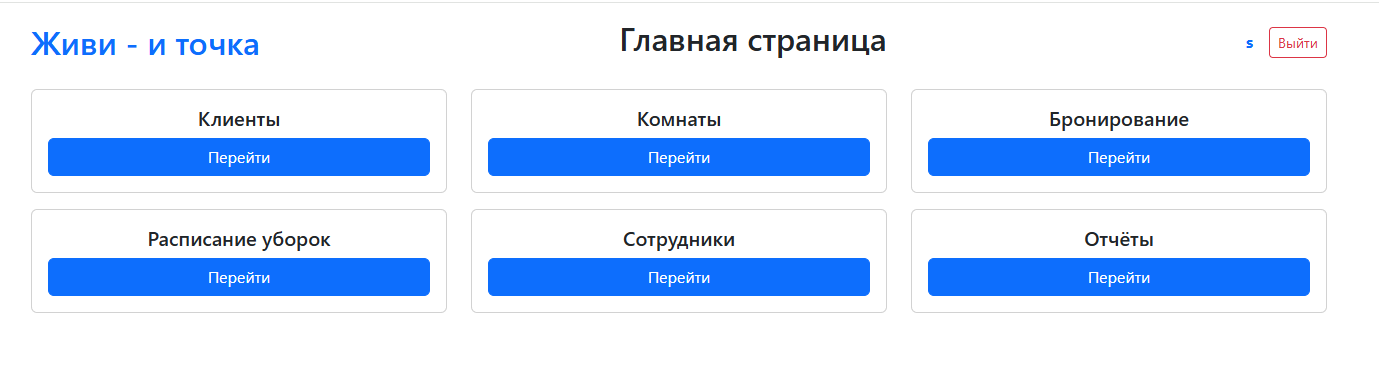 Живи - и точка
Главная страница
s
Выйти
Клиенты
Перейти
Комнаты
Перейти
Бронирование
Перейти
Расписание уборок
Перейти
Сотрудники
Перейти
Отчёты
Перейти